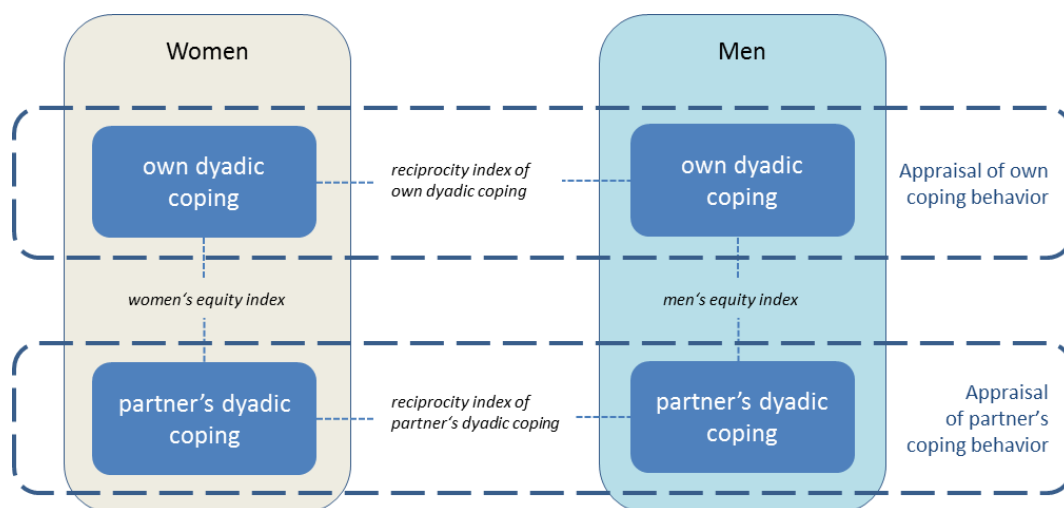 Women
Men
own dyadic
coping
reciprocity index of
own dyadic coping
own dyadic
coping
Appraisal of own
coping behavior
women‘s equity index
men‘s equity index
partner’s dyadic
coping
reciprocity index of
partner‘s dyadic coping
partner’s dyadic
coping
Appraisal
of partner’s
coping behavior